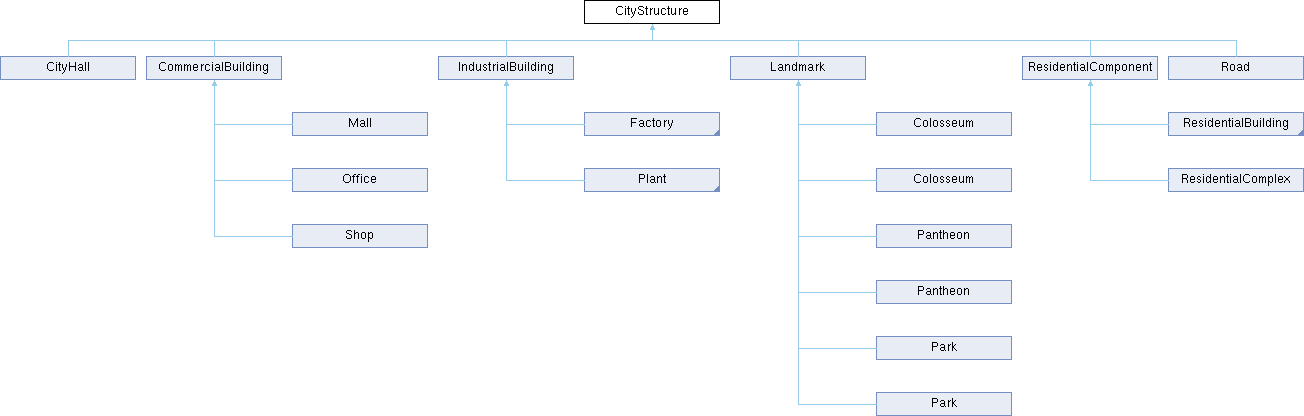 CityStructure
CityHall
CommercialBuilding
IndustrialBuilding
Landmark
ResidentialComponent
Road
Mall
Factory
Colosseum
ResidentialBuilding
Office
Plant
Colosseum
ResidentialComplex
Shop
Pantheon
Pantheon
Park
Park